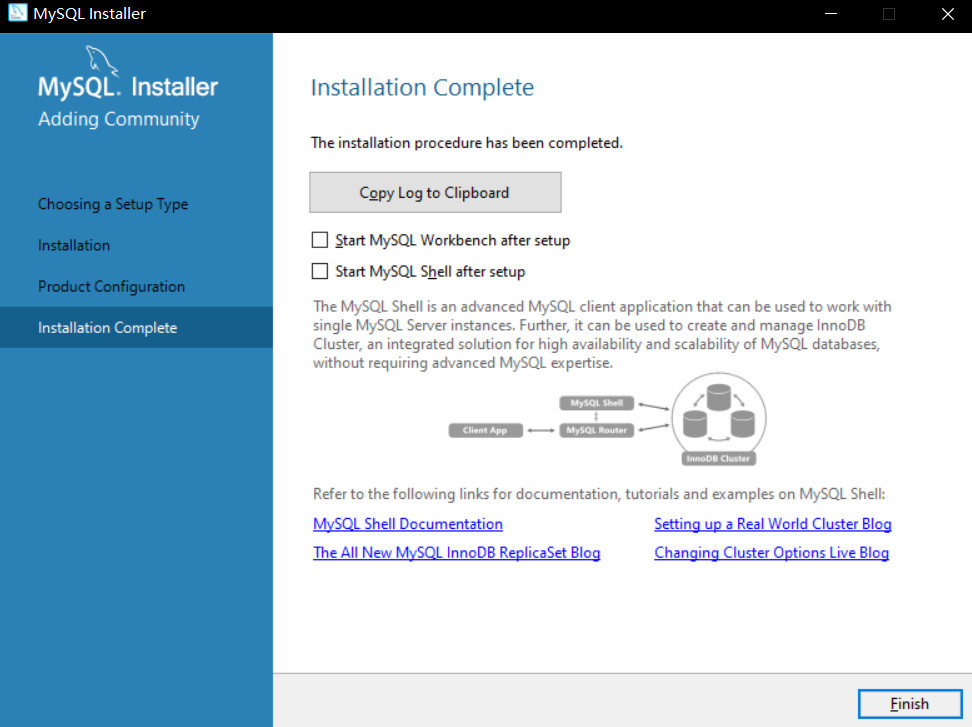 MySQL Installer
MySQL. Installer
Adding Community
Choosing a Setup Type
Installation
Product Configuration
Installation Complete
Installation Complete
The installation procedure has been completed.
Copy Log to Clipboard
Start MySQL Workbench after setup
Start MySQL Shell after setup
The MySQL Shell is an advanced MySQL client application that can be used to work with
single MySQL Server instances. Further, it can be used to create and manage InnoDB
Cluster, an integrated solution for high availability and scalability of MySQL databases,
without requiring advanced MySQL expertise.
MySQL Shell
Client App
MySQL Router
InnoDB Cluster
Refer to the following links for documentation, tutorials and examples on MySQL Shell:
MySQL Shell Documentation
Setting up a Real World Cluster Blog
The All New MySQL InnoDB ReplicaSet Blog
Changing Cluster Options Live Blog
Finish